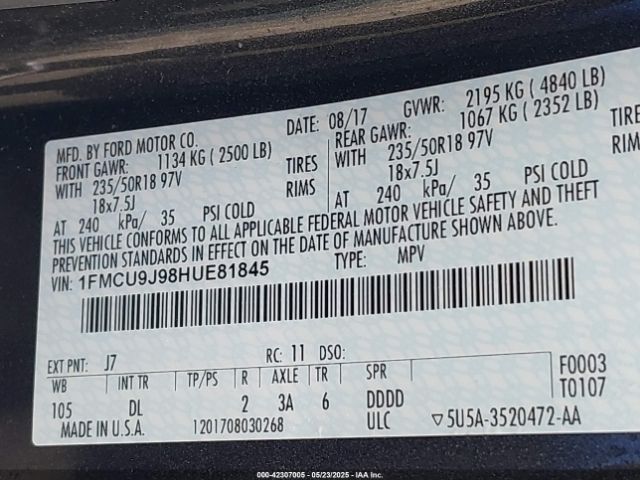 MFD. BY FORD MOTOR CO.
DATE: 08/17 GVWR: 2195 KG ( 4840 LB)
FRONT GAWR: 1134 KG ( 2500 LB) REAR GAWR: 1067 KG ( 2352 LB)
WITH 235/50R18 97V TIRES WITH 235/50R18 97V TIRE
18x7.5J RIMS 18x7.5J RIMS
AT 240 kPa/ 35 PSI COLD AT 240 kPa/ 35 PSI COLD
THIS VEHICLE CONFORMS TO ALL APPLICABLE FEDERAL MOTOR VEHICLE SAFETY AND THEFT
PREVENTION STANDARDS IN EFFECT ON THE DATE OF MANUFACTURE SHOWN ABOVE.
VIN: 1FMCU9J98HUE81845 TYPE: MPV
EXT PNT: J7 RC: 11 DSO:
WB INT TR TP/PS R AXLE TR SPR F0003
105 DL 2 3A 6 DDDD T0107
MADE IN U.S.A. 1201708030268 ULC ▽5U5A-3520472-AA
000-42307005 - 05/23/2025 - IAAI.COM